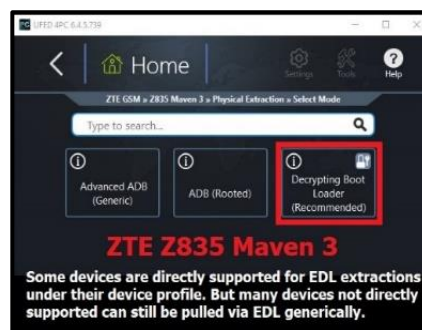 UFED 4PC 6.4.5.739
Home
Settings
Tools
Help
ZTE GSM » Z835 Maven 3 » Physical Extraction » Select Mode
Type to search...
Advanced ADB
(Generic)
ADB (Rooted)
Decrypting Boot
Loader
(Recommended)
ZTE Z835 Maven 3
Some devices are directly supported for EDL extractions
under their device profile. But many devices not directly
supported can still be pulled via EDL generically.